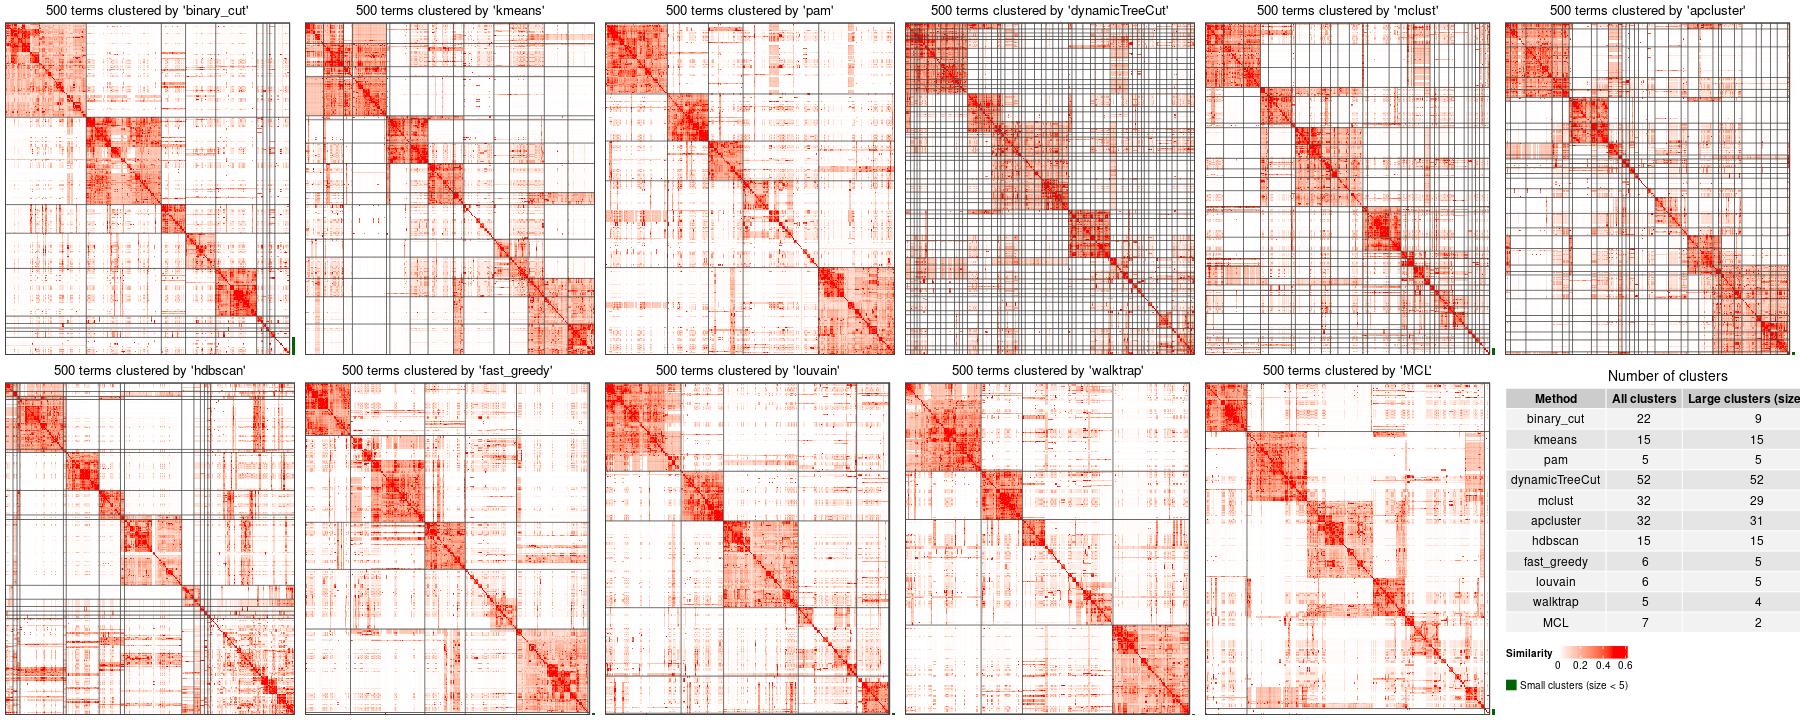 500 terms clustered by 'binary_cut'
500 terms clustered by 'kmeans'
500 terms clustered by 'pam'
500 terms clustered by 'dynamicTreeCut'
500 terms clustered by 'mclust'
500 terms clustered by 'apcluster'
500 terms clustered by 'hdbscan'
500 terms clustered by 'fast_greedy'
500 terms clustered by 'louvain'
500 terms clustered by 'walktrap'
500 terms clustered by 'MCL'
Number of clusters
Method All clusters Large clusters (size
binary_cut 22 9
kmeans 15 15
pam 5 5
dynamicTreeCut 52 52
mclust 32 29
apcluster 32 31
hdbscan 15 15
fast_greedy 6 5
louvain 6 5
walktrap 5 4
MCL 7 2
Similarity
0 0.2 0.4 0.6
Small clusters (size < 5)